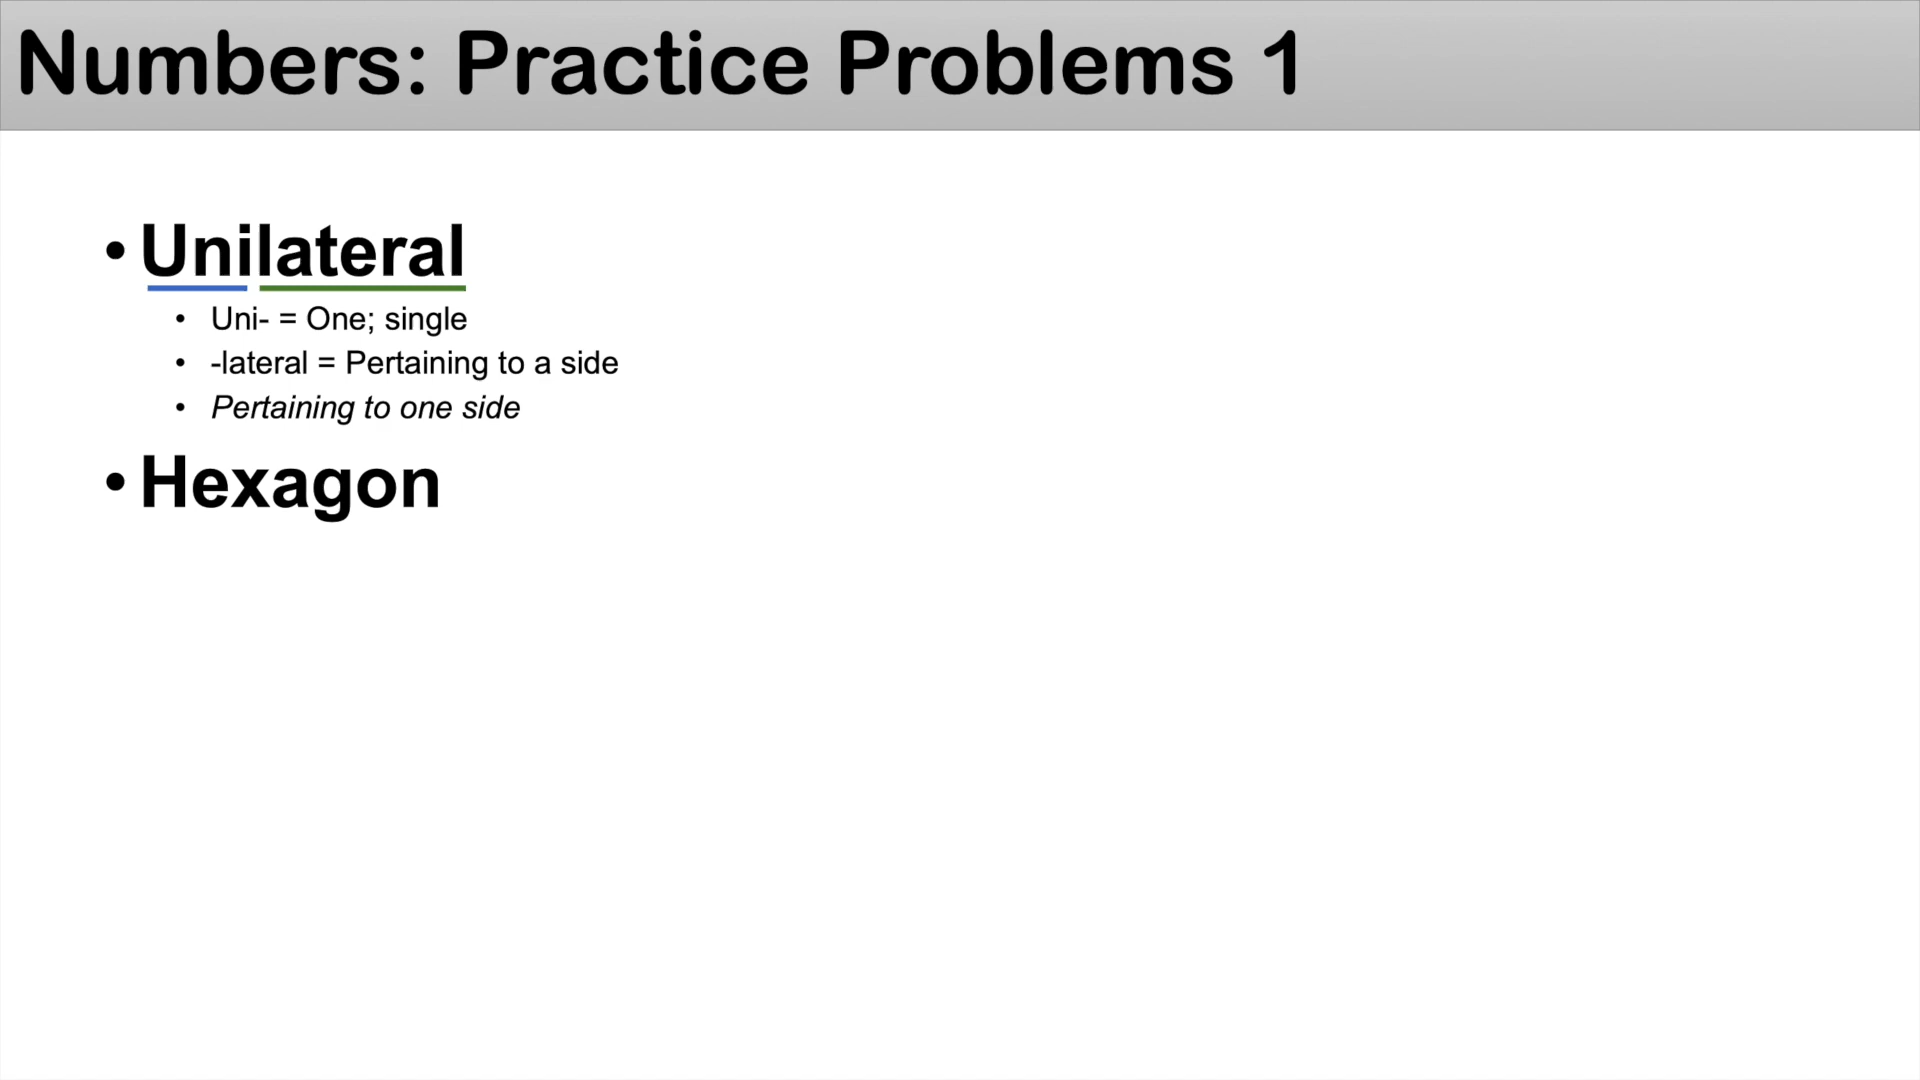 Numbers: Practice Problems 1
• Unilateral
• Uni- = One; single
• -lateral = Pertaining to a side
• Pertaining to one side
• Hexagon